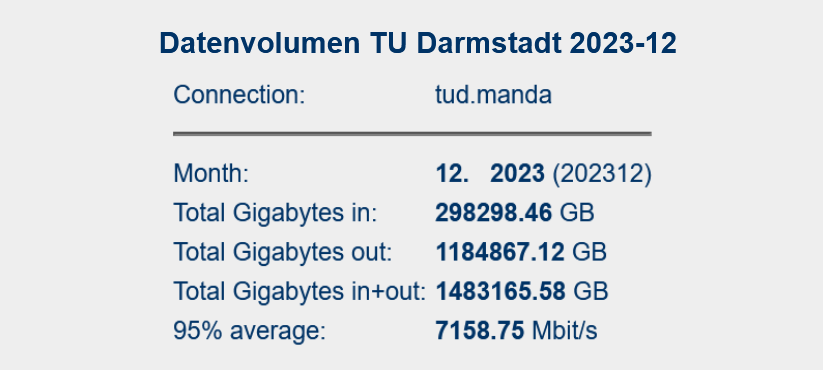 Datenvolumen TU Darmstadt 2023-12
Connection: tud.manda
Month: 12. 2023 (202312)
Total Gigabytes in: 298298.46 GB
Total Gigabytes out: 1184867.12 GB
Total Gigabytes in+out: 1483165.58 GB
95% average: 7158.75 Mbit/s